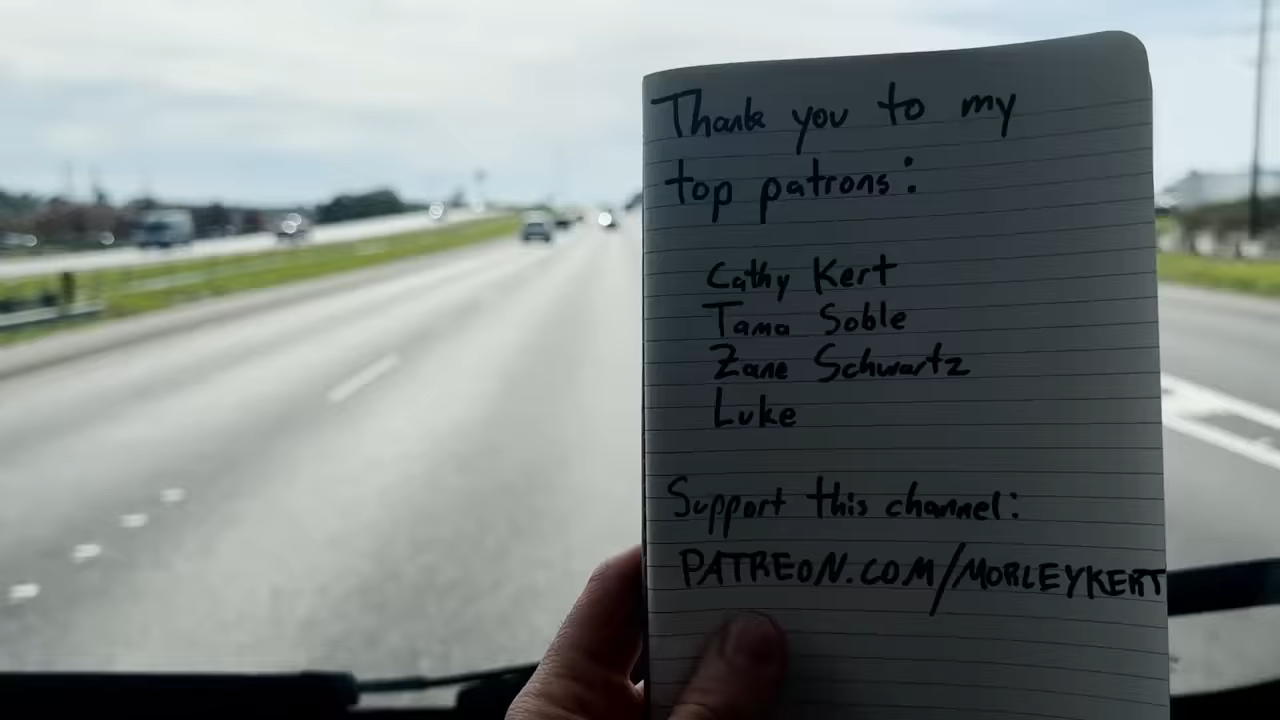 Thank you to my
top patrons:
Cathy Kert
Tama Soble
Zane Schwartz
Luke
Support this channel:
PATREON.COM/MORLEYKERT